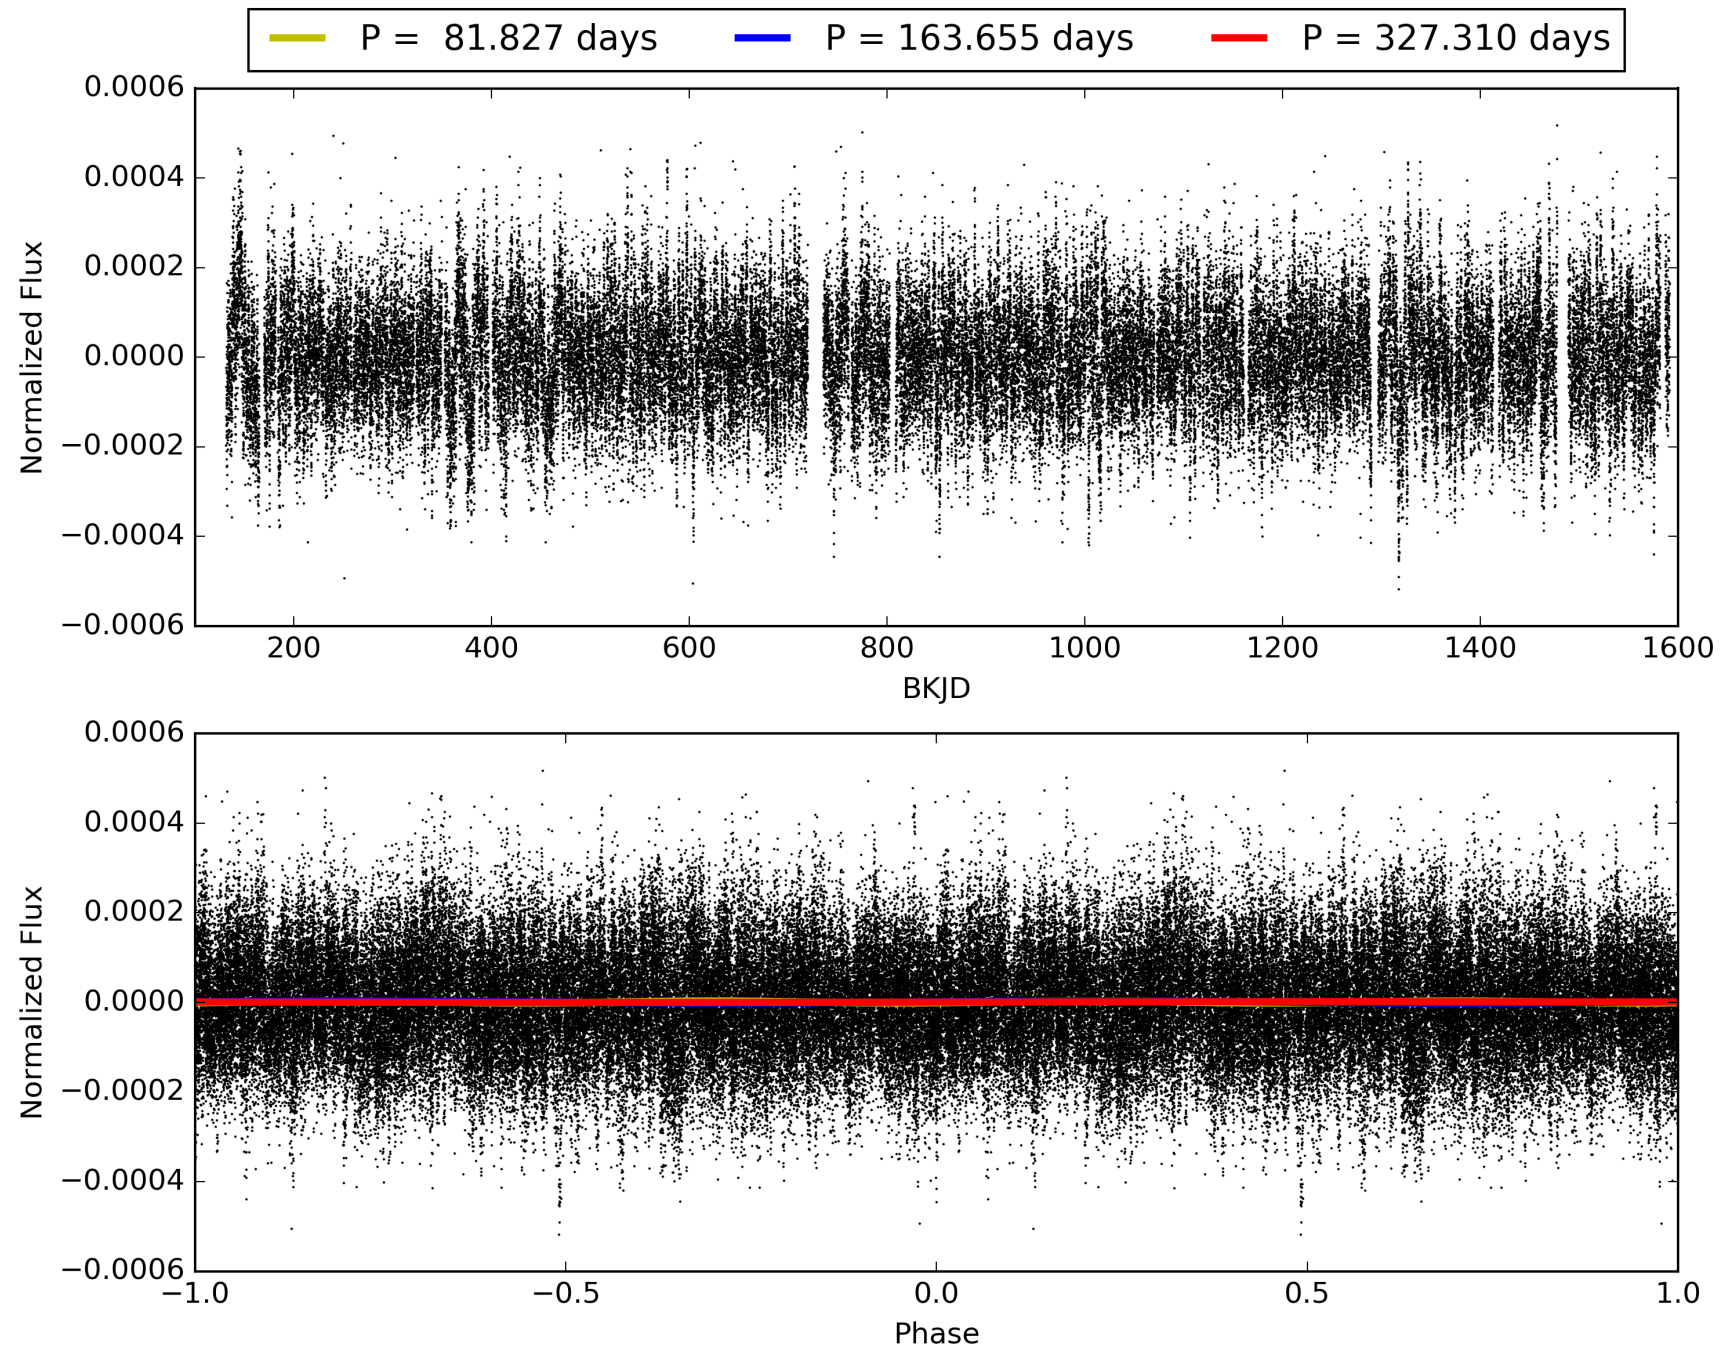 P = 81.827 days P = 163.655 days P = 327.310 days
0.0006
0.0004
0.0002
0.0000
−0.0002
−0.0004
−0.0006
Normalized Flux
200 400 600 800 1000 1200 1400 1600
BKJD
0.0006
0.0004
0.0002
0.0000
−0.0002
−0.0004
−0.0006
Normalized Flux
−1.0 −0.5 0.0 0.5 1.0
Phase